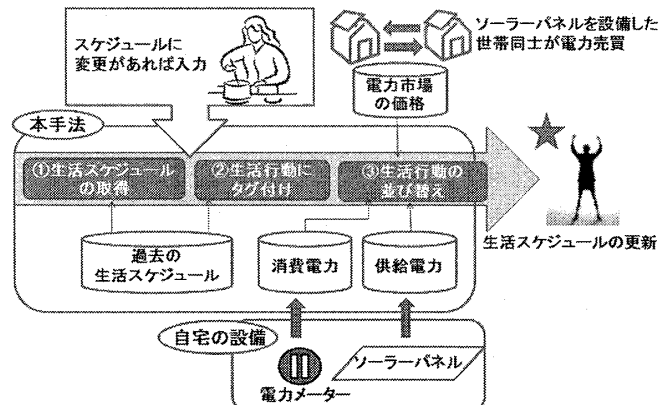 スケジュールに
変更があれば入力
ソーラーパネルを設備した
世帯同士が電力売買
電力市場
の価格
本手法
①生活スケジュール
の取得
②生活行動に
タグ付け
③生活行動の
並び替え
過去の
生活スケジュール
消費電力
供給電力
生活スケジュールの更新
自宅の設備
電力メーター
ソーラーパネル